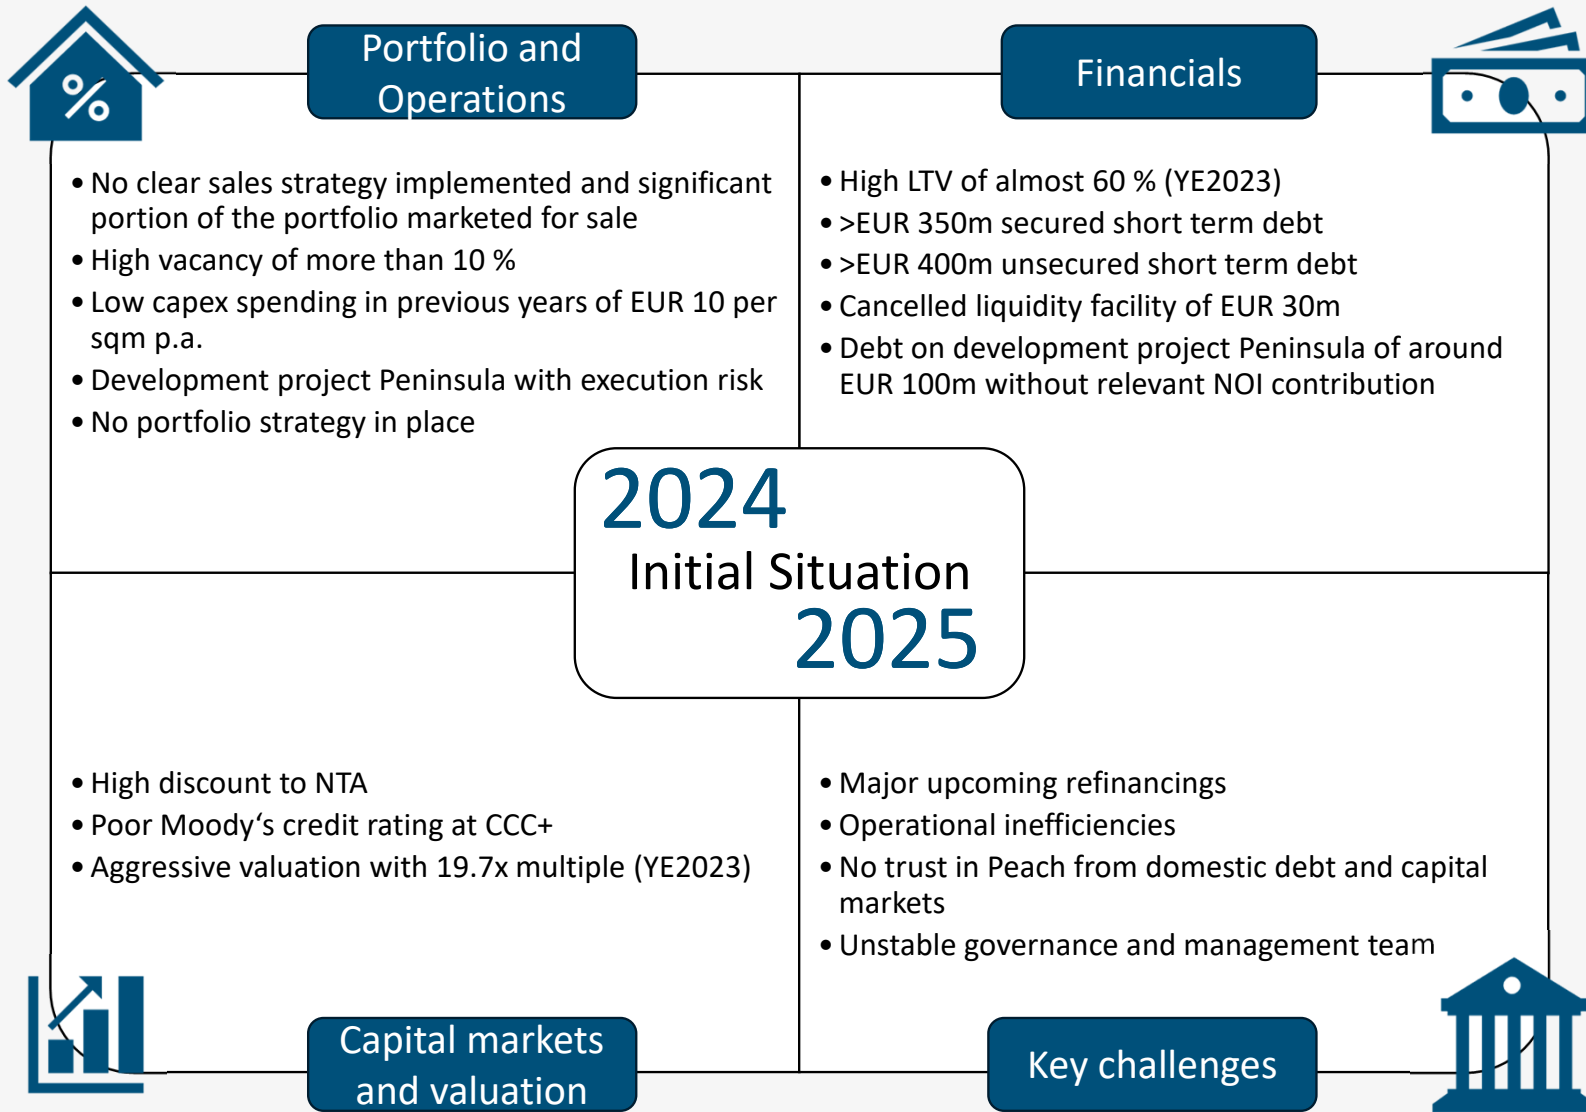 Portfolio and
Operations
• No clear sales strategy implemented and significant
portion of the portfolio marketed for sale
• High vacancy of more than 10 %
• Low capex spending in previous years of EUR 10 per
sqm p.a.
• Development project Peninsula with execution risk
• No portfolio strategy in place
Financials
• High LTV of almost 60 % (YE2023)
• >EUR 350m secured short term debt
• >EUR 400m unsecured short term debt
• Cancelled liquidity facility of EUR 30m
• Debt on development project Peninsula of around
EUR 100m without relevant NOI contribution
2024
Initial Situation
2025
• High discount to NTA
• Poor Moody‘s credit rating at CCC+
• Aggressive valuation with 19.7x multiple (YE2023)
Capital markets
and valuation
• Major upcoming refinancings
• Operational inefficiencies
• No trust in Peach from domestic debt and capital
markets
• Unstable governance and management team
Key challenges